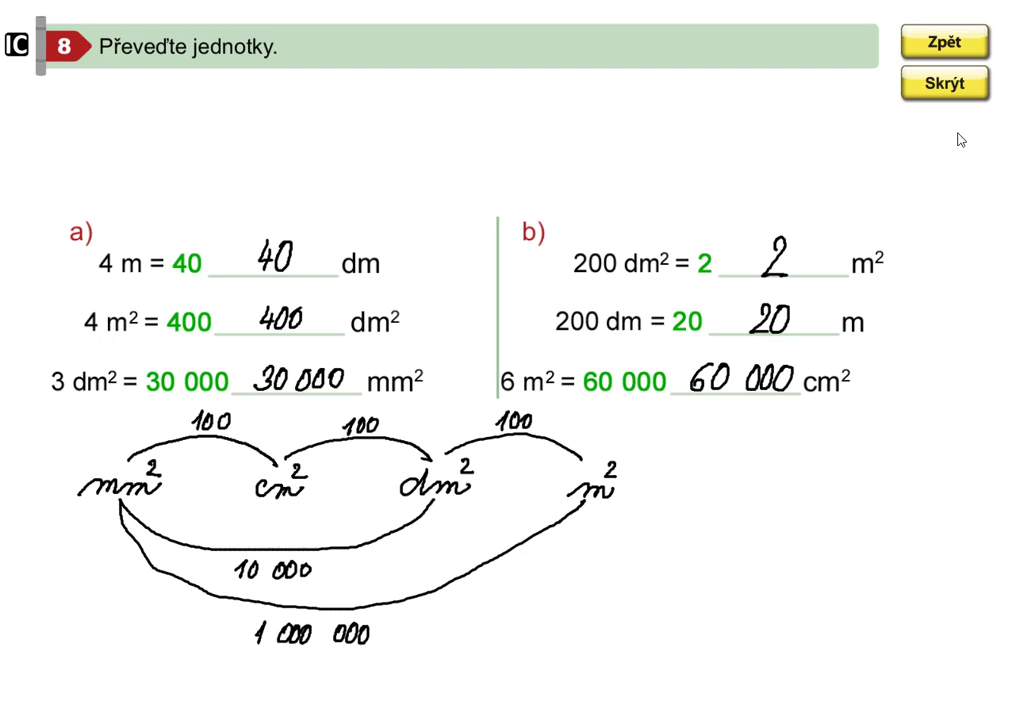 IC 8 Převeďte jednotky.
Zpět
Skrýt
a)
4 m = 40 40 dm
4 m² = 400 400 dm²
3 dm² = 30 000 30 000 mm²
b)
200 dm² = 2 2 m²
200 dm = 20 20 m
6 m² = 60 000 60 000 cm²
100 100 100
mm² cm² dm² m²
10 000
1 000 000